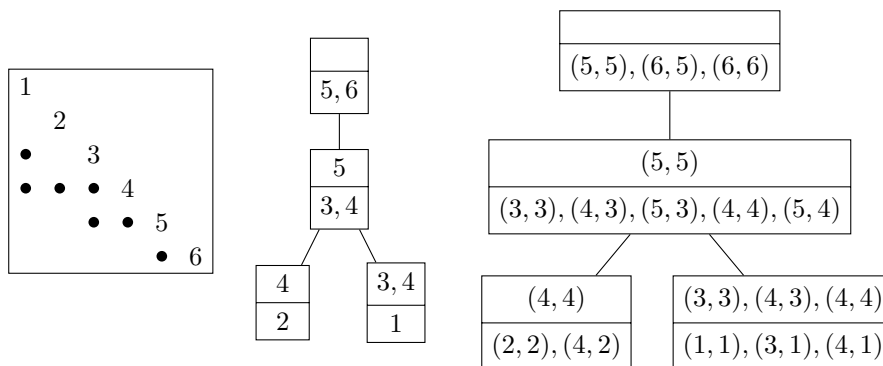 1
2
• 3
• • • 4
• • 5
• 6
5, 6
5
3, 4
4
2
3, 4
1
(5, 5), (6, 5), (6, 6)
(5, 5)
(3, 3), (4, 3), (5, 3), (4, 4), (5, 4)
(4, 4)
(2, 2), (4, 2)
(3, 3), (4, 3), (4, 4)
(1, 1), (3, 1), (4, 1)